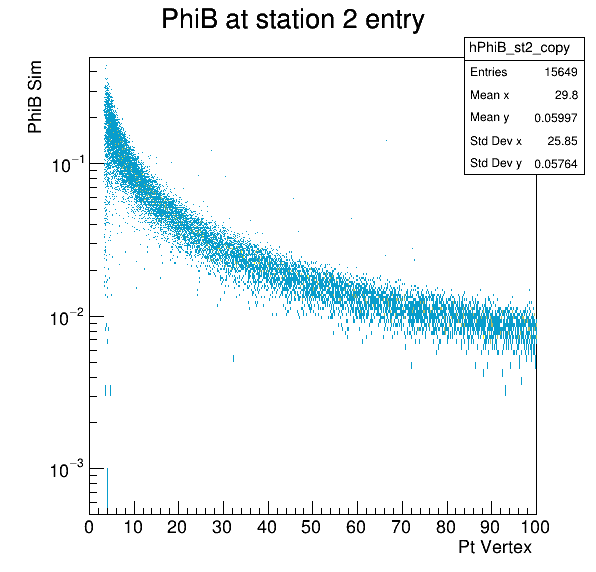 PhiB at station 2 entry
hPhiB_st2_copy
Entries 15649
Mean x 29.8
Mean y 0.05997
Std Dev x 25.85
Std Dev y 0.05764
PhiB Sim
10⁻¹
10⁻²
10⁻³
0 10 20 30 40 50 60 70 80 90 100
Pt Vertex